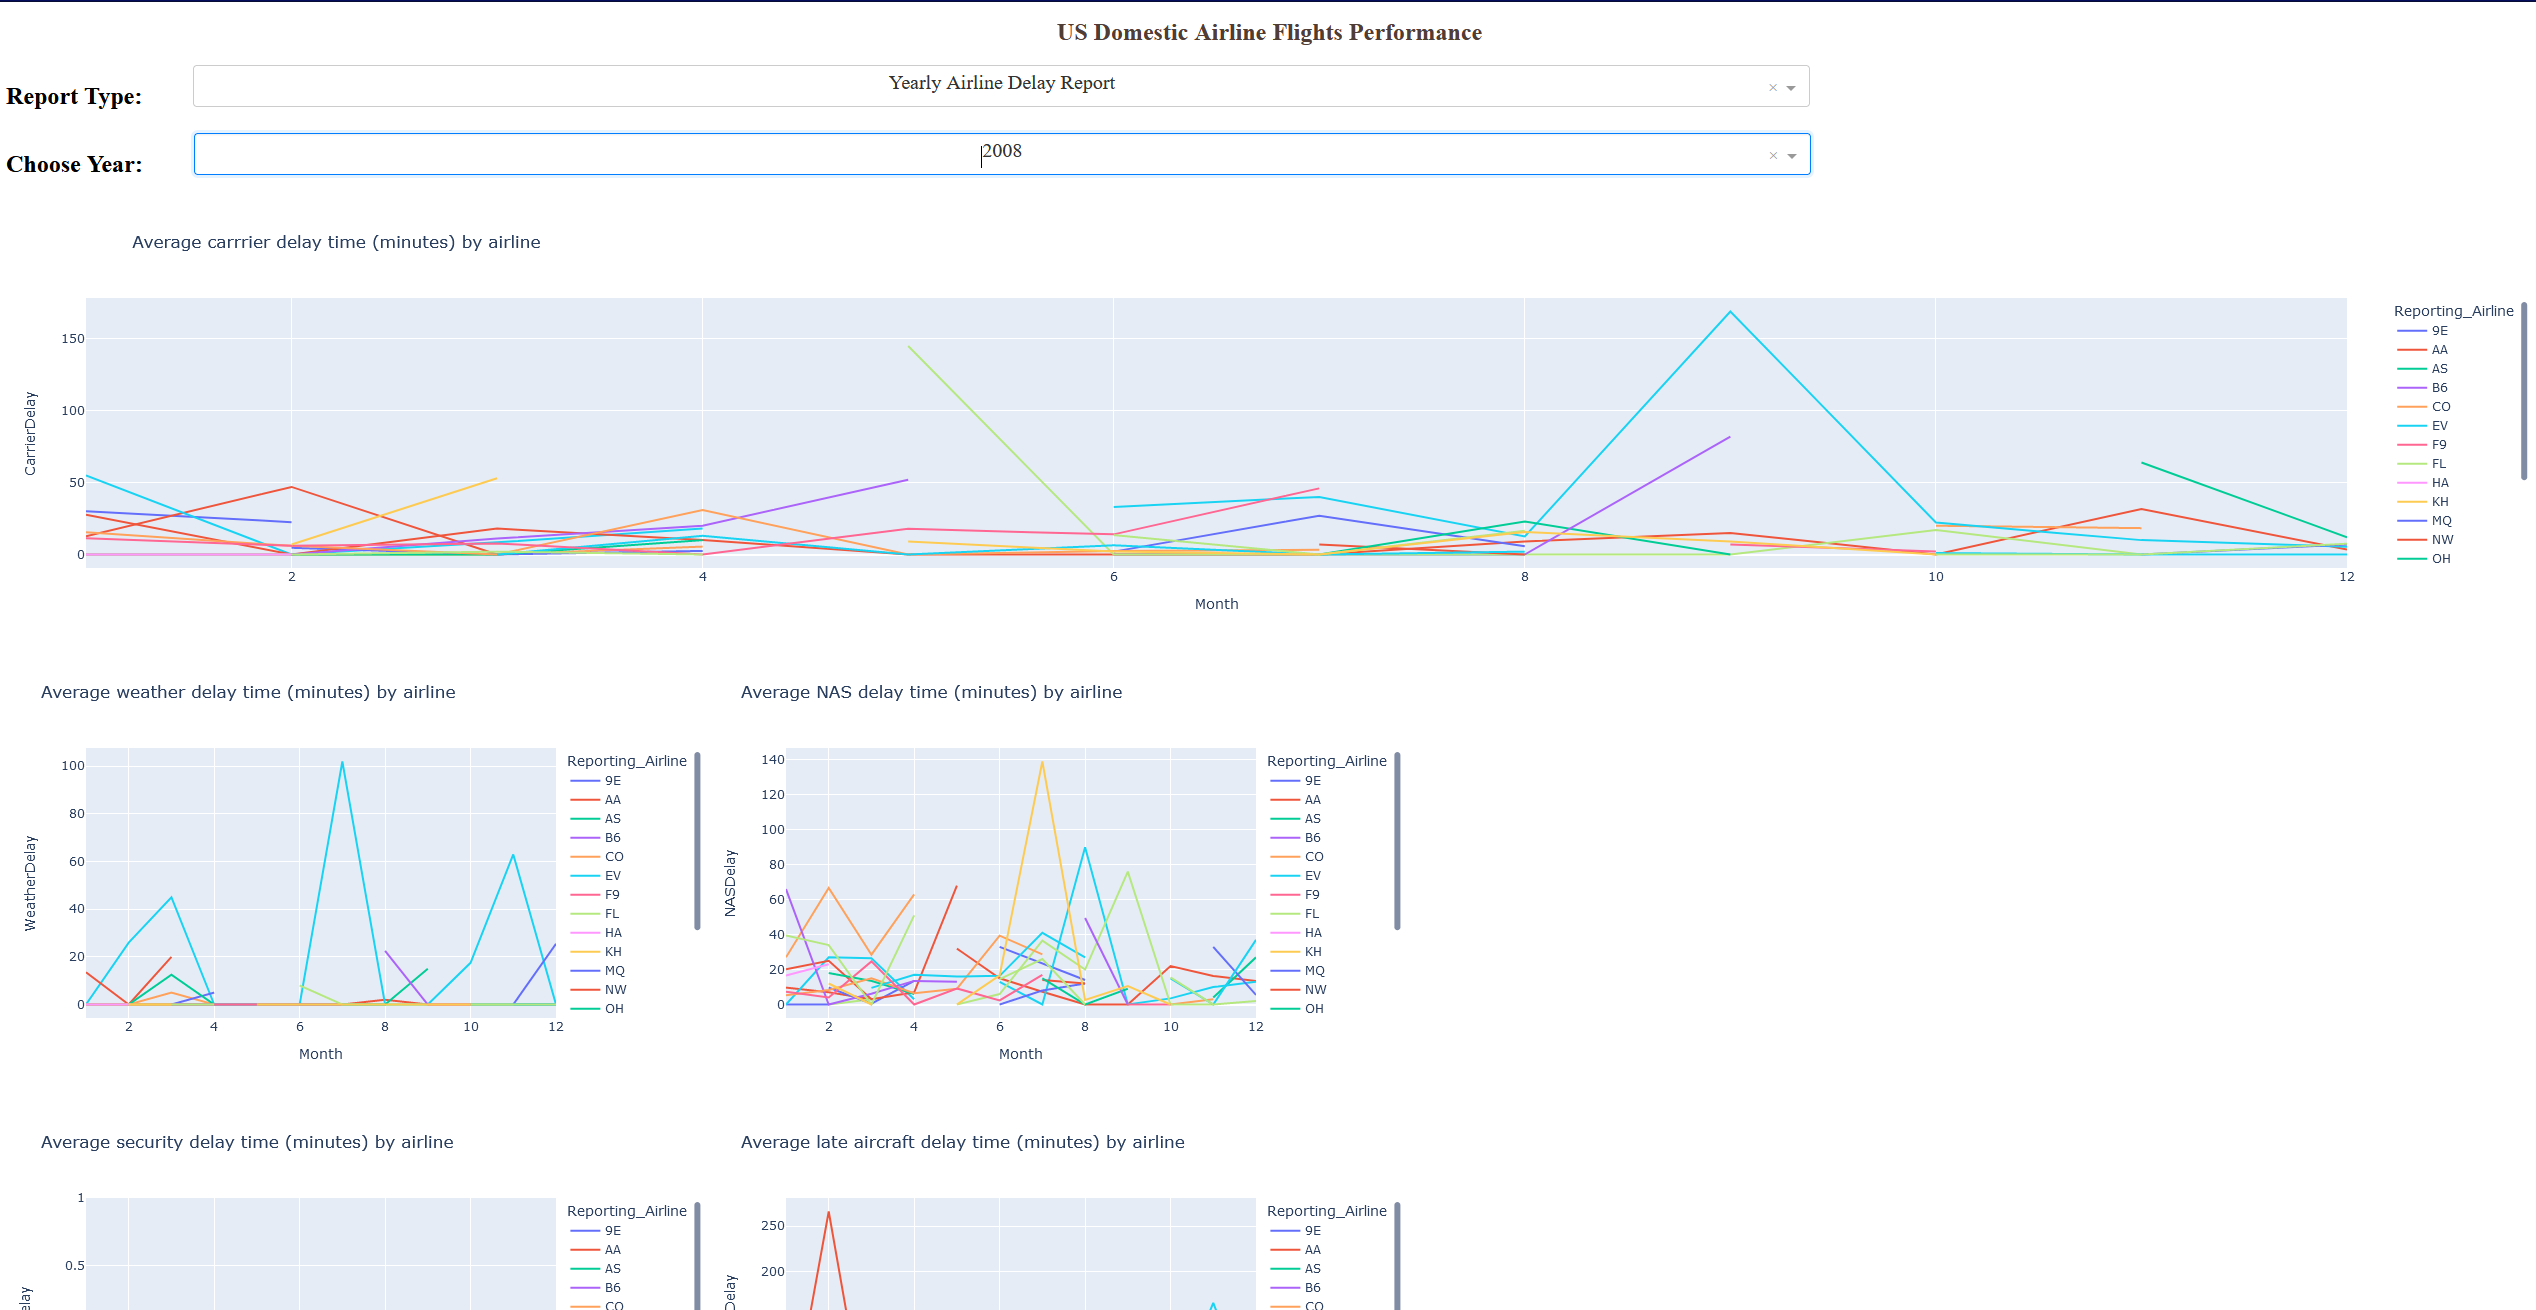 US Domestic Airline Flights Performance
Report Type:
Yearly Airline Delay Report
×
Choose Year:
2008
×
Average carrrier delay time (minutes) by airline
CarrierDelay
150
100
50
0
2
4
6
8
10
12
Month
Reporting_Airline
9E
AA
AS
B6
CO
EV
F9
FL
HA
KH
MQ
NW
OH
Average weather delay time (minutes) by airline
WeatherDelay
100
80
60
40
20
0
2
4
6
8
10
12
Month
Reporting_Airline
9E
AA
AS
B6
CO
EV
F9
FL
HA
KH
MQ
NW
OH
Average NAS delay time (minutes) by airline
NASDelay
140
120
100
80
60
40
20
0
2
4
6
8
10
12
Month
Reporting_Airline
9E
AA
AS
B6
CO
EV
F9
FL
HA
KH
MQ
NW
OH
Average security delay time (minutes) by airline
elay
1
0.5
Reporting_Airline
9E
AA
AS
B6
CO
Average late aircraft delay time (minutes) by airline
Delay
250
200
Reporting_Airline
9E
AA
AS
B6
CO